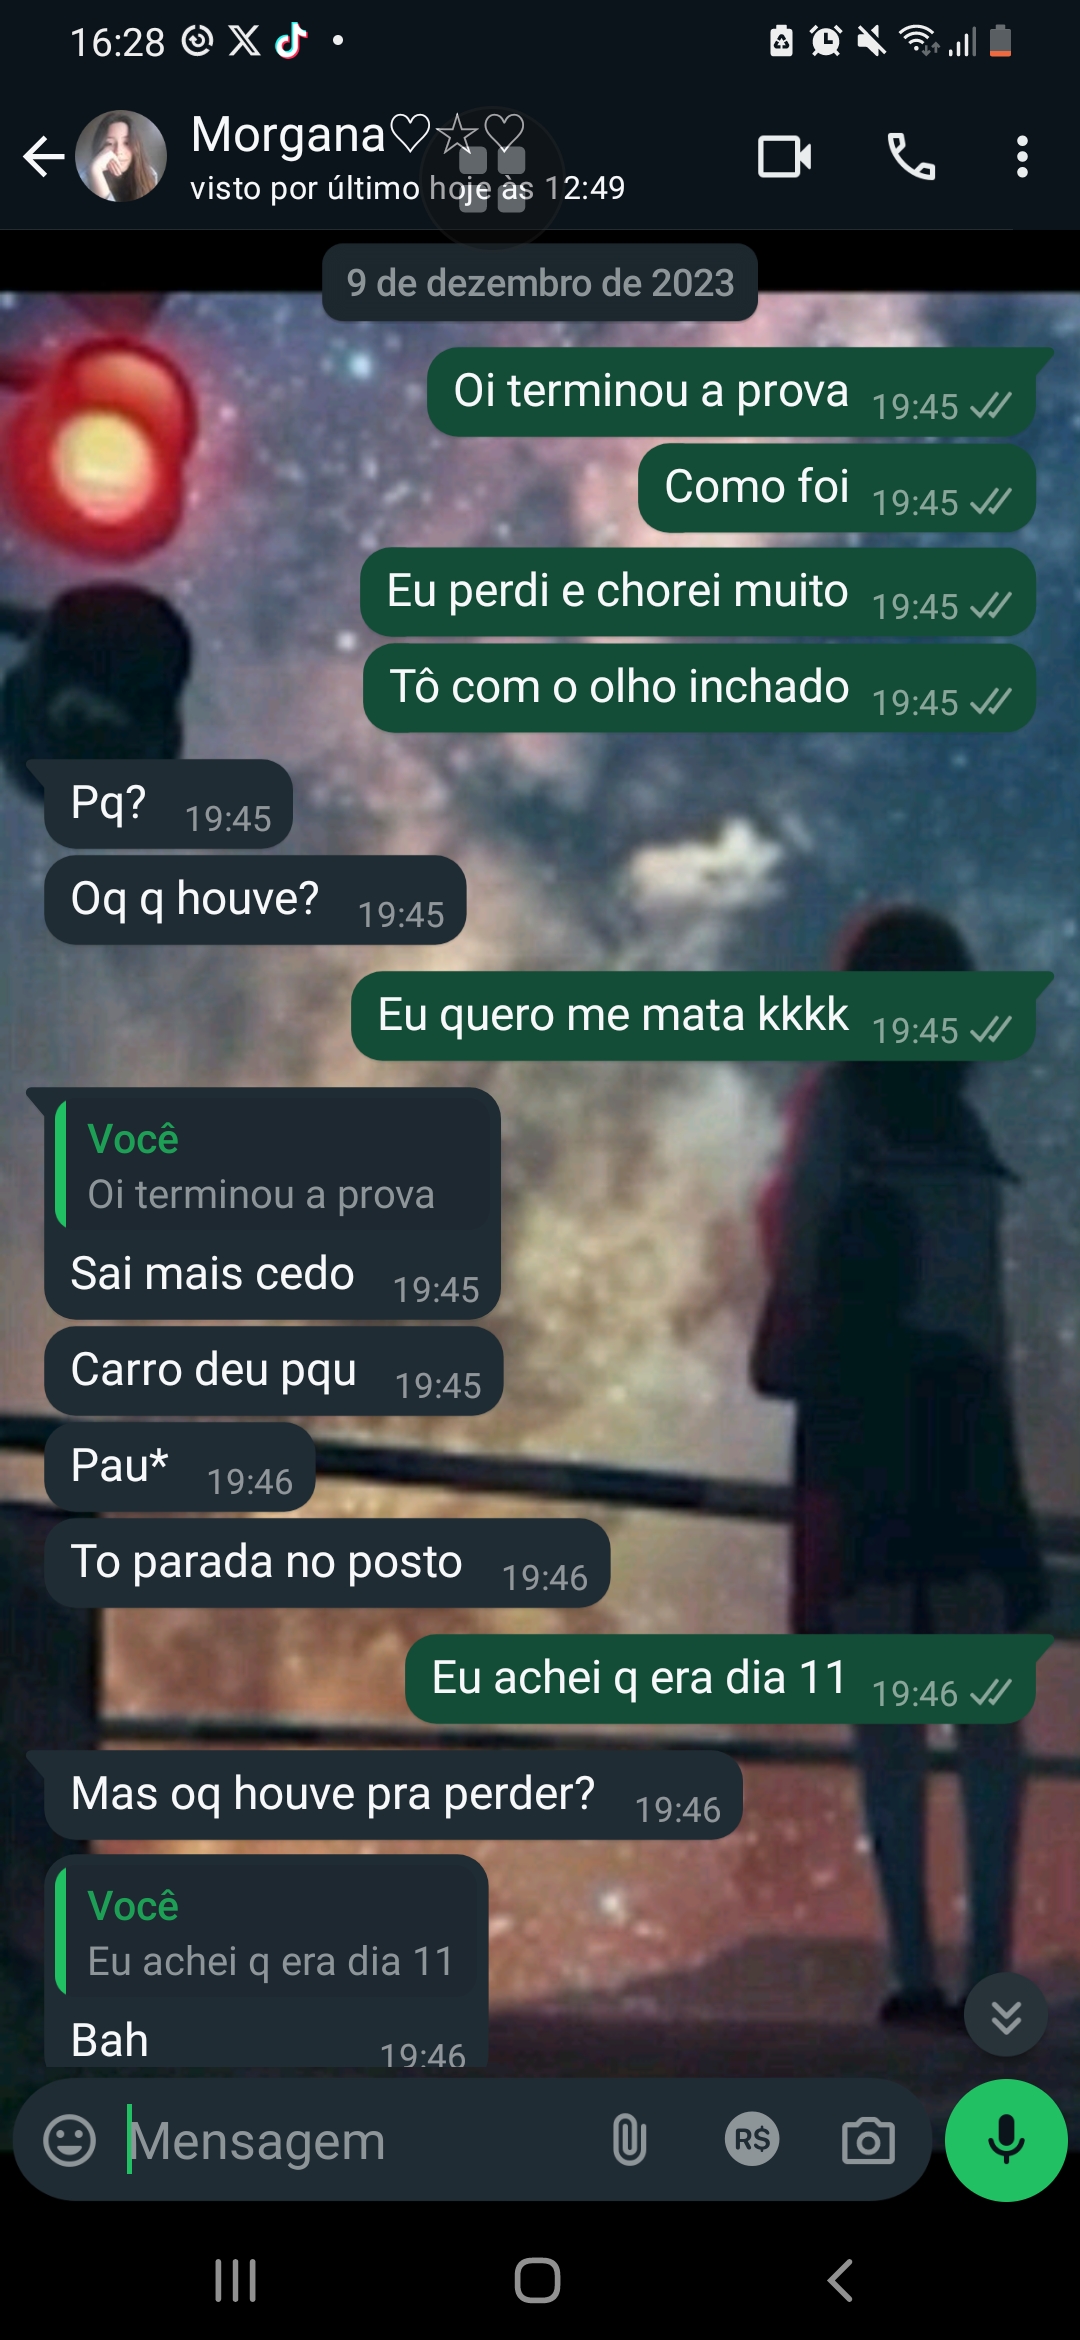 16:28
Morgana♡☆♡
visto por último hoje às 12:49
9 de dezembro de 2023
Oi terminou a prova 19:45
Como foi 19:45
Eu perdi e chorei muito 19:45
Tô com o olho inchado 19:45
Pq? 19:45
Oq q houve? 19:45
Eu quero me mata kkkk 19:45
Você
Oi terminou a prova
Sai mais cedo 19:45
Carro deu pqu 19:45
Pau* 19:46
To parada no posto 19:46
Eu achei q era dia 11 19:46
Mas oq houve pra perder? 19:46
Você
Eu achei q era dia 11
Bah 19:46
Mensagem
R$